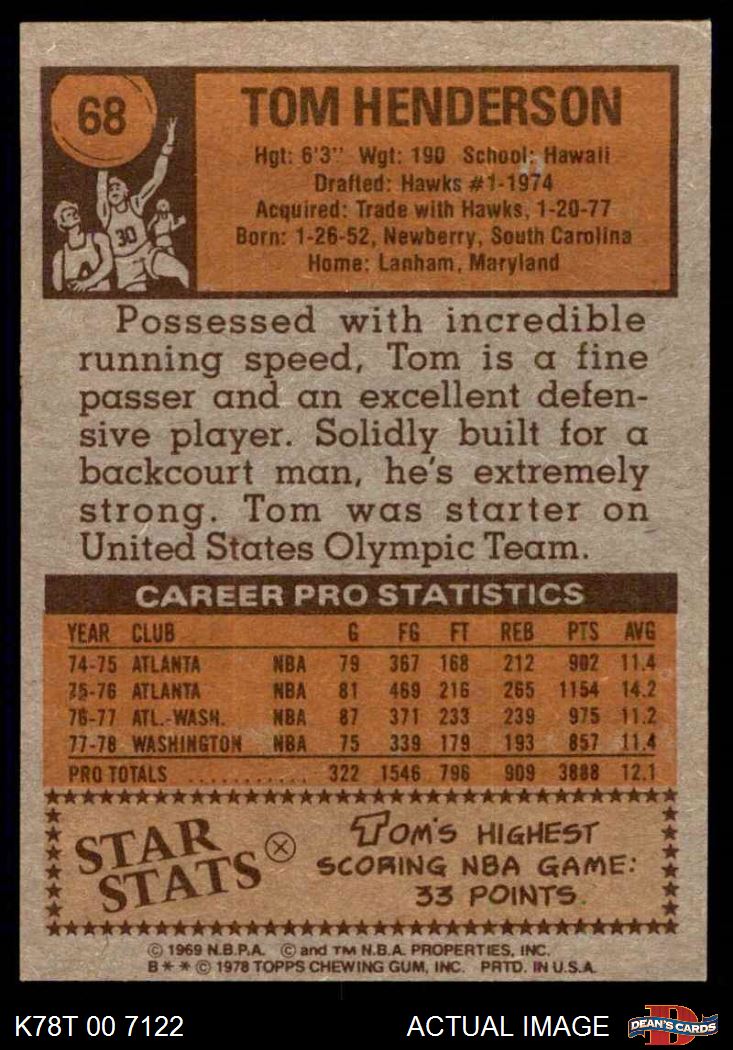 68
TOM HENDERSON
Hgt: 6'3" Wgt: 190 School: Hawaii
Drafted: Hawks #1-1974
Acquired: Trade with Hawks, 1-20-77
Born: 1-26-52, Newberry, South Carolina
Home: Lanham, Maryland
30
Possessed with incredible
running speed, Tom is a fine
passer and an excellent defen-
sive player. Solidly built for a
backcourt man, he's extremely
strong. Tom was starter on
United States Olympic Team.
CAREER PRO STATISTICS
YEAR CLUB G FG FT REB PTS AVG
74-75 ATLANTA NBA 79 367 168 212 902 11.4
75-76 ATLANTA NBA 81 469 216 265 1154 14.2
76-77 ATL.-WASH. NBA 87 371 233 239 975 11.2
77-78 WASHINGTON NBA 75 339 179 193 857 11.4
PRO TOTALS ........... 322 1546 796 909 3888 12.1
STAR
STATS
TOM'S HIGHEST
SCORING NBA GAME:
33 POINTS.
© 1969 N.B.P.A. © and TM N.B.A. PROPERTIES, INC.
B * * © 1978 TOPPS CHEWING GUM, INC. PRTD. IN U.S.A.
K78T 00 7122 ACTUAL IMAGE
D
DEAN'S CARDS